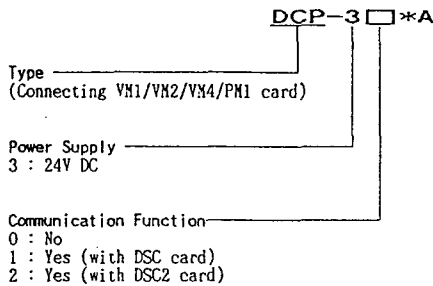 DCP-3□*A
Type
(Connecting VM1/VM2/VM4/PM1 card)
Power Supply
3 : 24V DC
Communication Function
0 : No
1 : Yes (with DSC card)
2 : Yes (with DSC2 card)